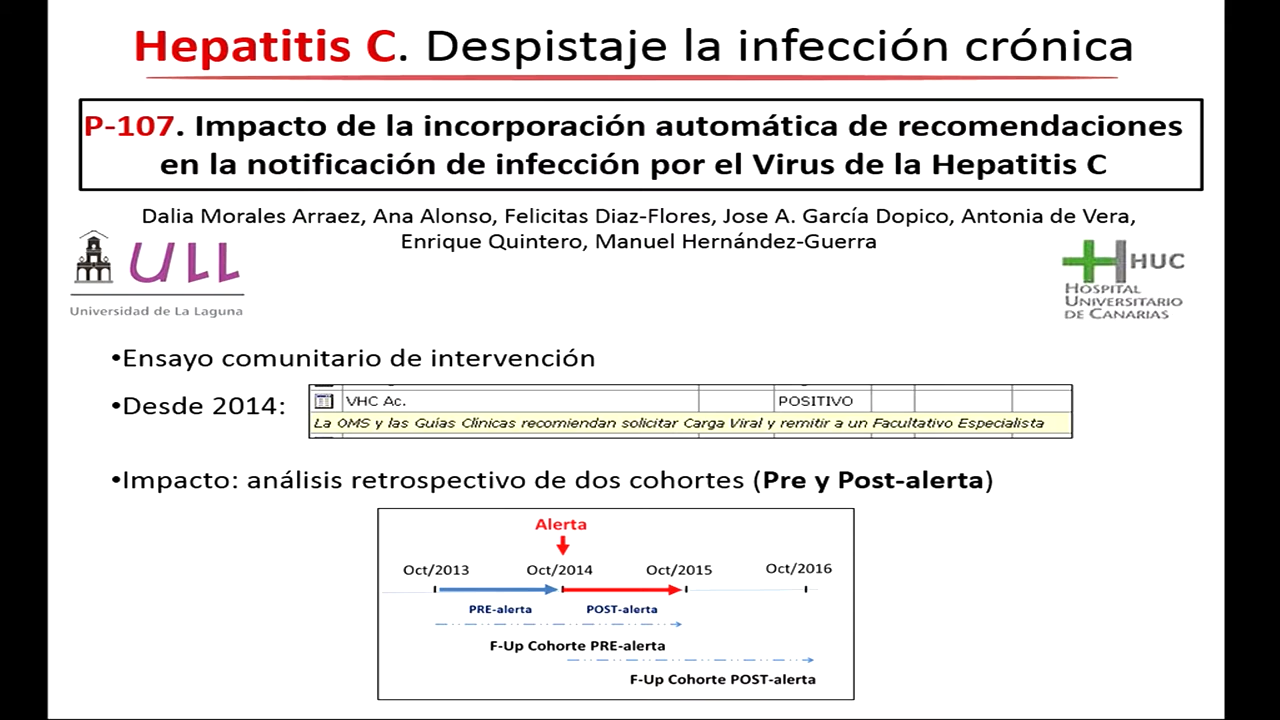 Hepatitis C. Despistaje la infección crónica
P-107. Impacto de la incorporación automática de recomendaciones
en la notificación de infección por el Virus de la Hepatitis C
Dalia Morales Arraez, Ana Alonso, Felicitas Diaz-Flores, Jose A. García Dopico, Antonia de Vera,
Enrique Quintero, Manuel Hernández-Guerra
ULL
Universidad de La Laguna
HUC
HOSPITAL
UNIVERSITARIO
DE CANARIAS
•Ensayo comunitario de intervención
•Desde 2014:
VHC Ac. POSITIVO
La OMS y las Guías Clínicas recomiendan solicitar Carga Viral y remitir a un Facultativo Especialista
•Impacto: análisis retrospectivo de dos cohortes (Pre y Post-alerta)
Alerta
Oct/2013 Oct/2014 Oct/2015 Oct/2016
PRE-alerta POST-alerta
F-Up Cohorte PRE-alerta
F-Up Cohorte POST-alerta